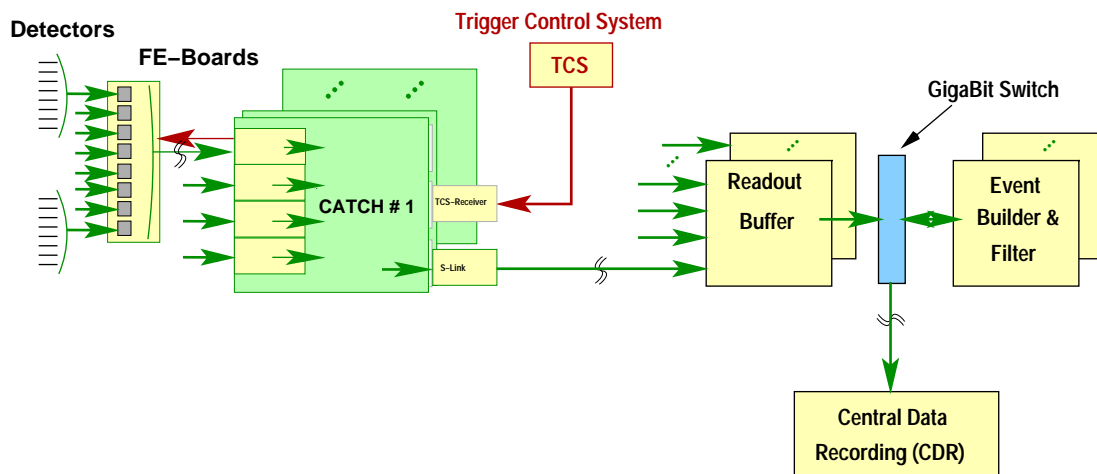 Trigger Control System
Detectors
FE–Boards
TCS
GigaBit Switch
CATCH # 1
TCS–Receiver
S–Link
Readout
Buffer
Event
Builder &
Filter
Central Data
Recording (CDR)